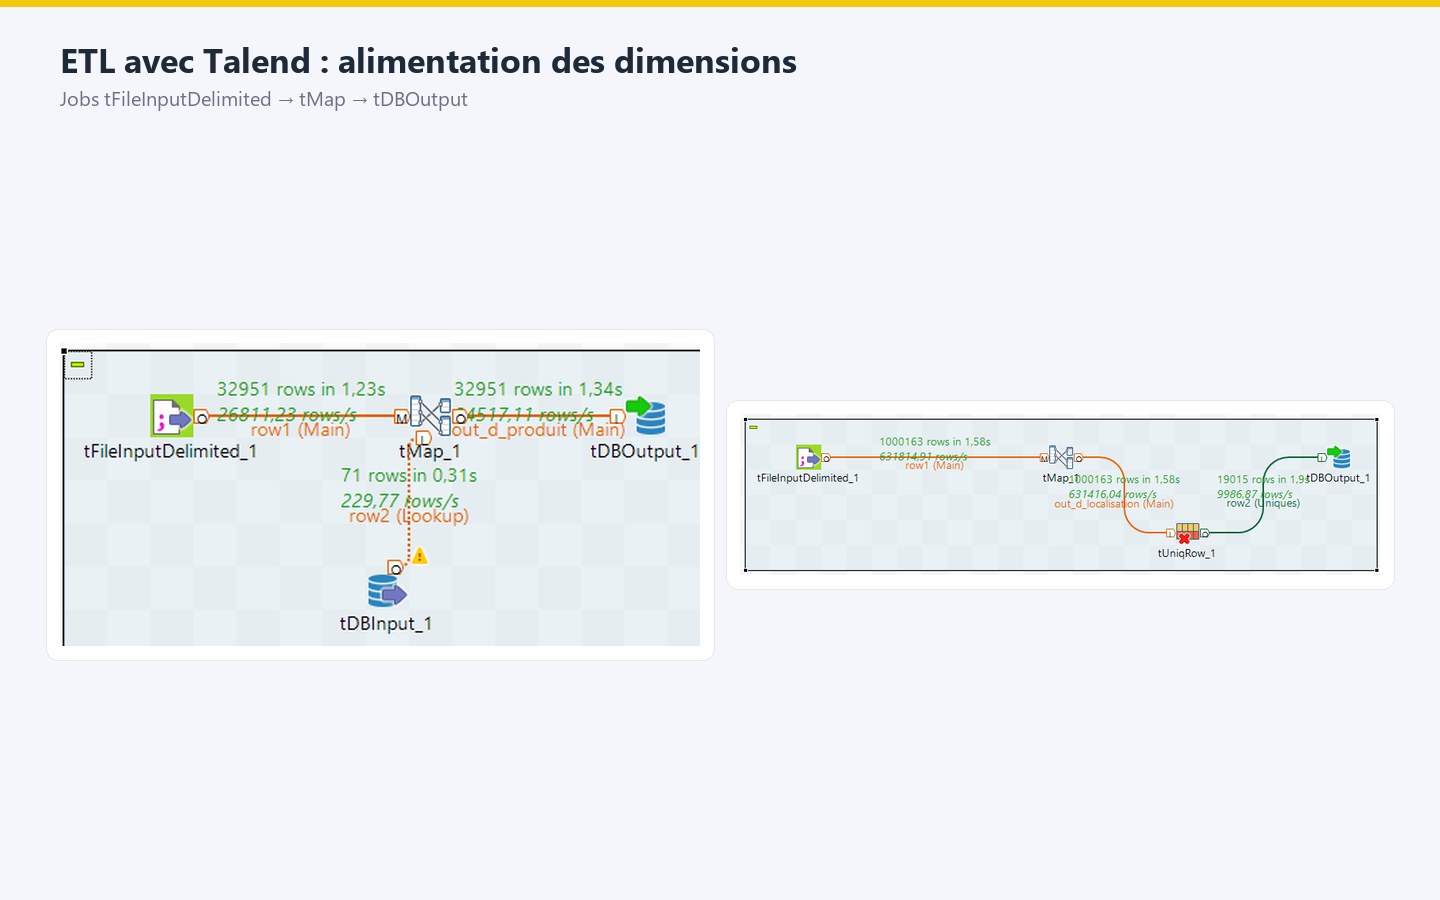 ETL avec Talend : alimentation des dimensions
Jobs tFileInputDelimited → tMap → tDBOutput
32951 rows in 1,23s
26811,23 rows/s
row1 (Main)
32951 rows in 1,34s
24517,11 rows/s
out_d_produit (Main)
tFileInputDelimited_1
tMap_1
tDBOutput_1
71 rows in 0,31s
229,77 rows/s
row2 (Lookup)
tDBInput_1
1000163 rows in 1,58s
631814,91 rows/s
row1 (Main)
tFileInputDelimited_1
tMap_1
1000163 rows in 1,58s
631416,04 rows/s
out_d_localisation (Main)
19015 rows in 1,9
9986,87 rows/s
row2 (Uniques)
tDBOutput_1
tUniqRow_1